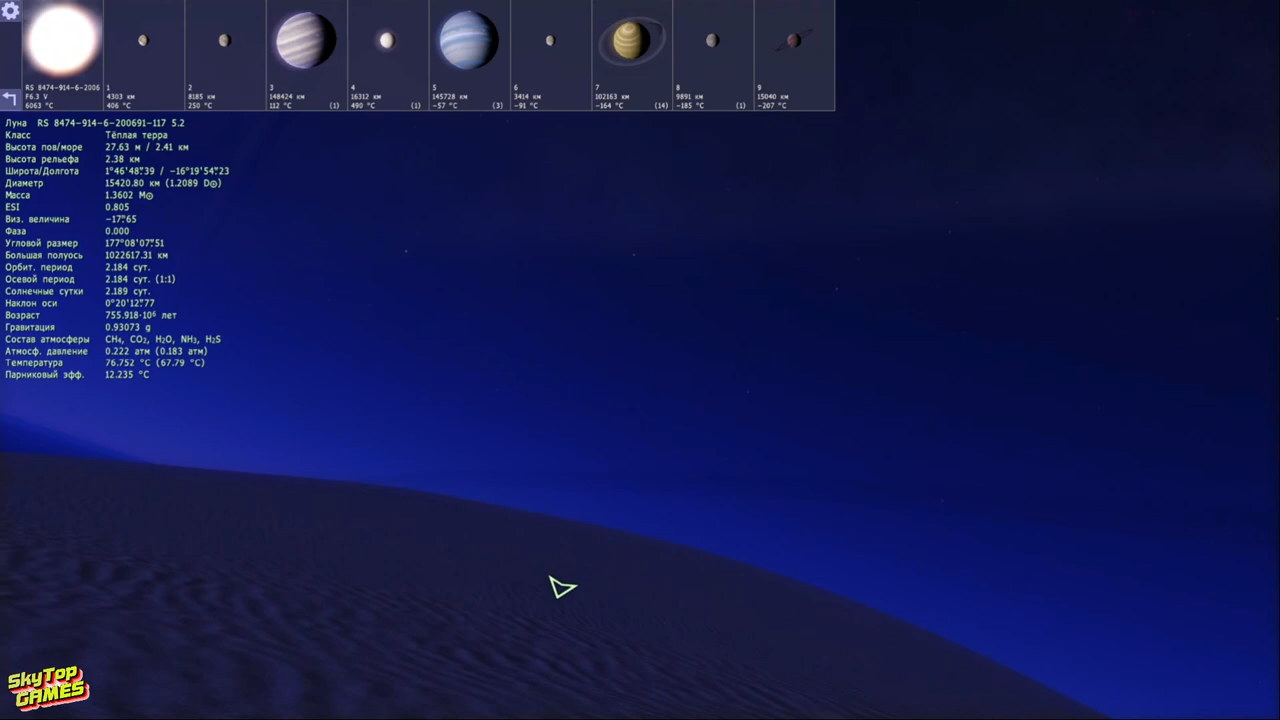 RS 8474-914-6-2006
F6.3 V
6063 °C
1
4303 км
406 °C
2
8185 км
250 °C
3
148424 км
112 °C (1)
4
16312 км
490 °C (1)
5
145728 км
-57 °C (3)
6
3414 км
-91 °C
7
102163 км
-164 °C (14)
8
9891 км
-185 °C (1)
9
15040 км
-207 °C
Луна RS 8474-914-6-200691-117 5.2
Класс Тёплая терра
Высота пов/море 27.63 м / 2.41 км
Высота рельефа 2.38 км
Широта/Долгота 1°46'48"39 / -16°19'54"23
Диаметр 15420.80 км (1.2089 D⊕)
Масса 1.3602 M⊕
ESI 0.805
Виз. величина -17.ᵐ65
Фаза 0.000
Угловой размер 177°08'07"51
Большая полуось 1022617.31 км
Орбит. период 2.184 сут.
Осевой период 2.184 сут. (1:1)
Солнечные сутки 2.189 сут.
Наклон оси 0°20'12"77
Возраст 755.918·10⁶ лет
Гравитация 0.93073 g
Состав атмосферы CH₄, CO₂, H₂O, NH₃, H₂S
Атмосф. давление 0.222 атм (0.183 атм)
Температура 76.752 °C (67.79 °C)
Парниковый эфф. 12.235 °C
SkyTop
GAMES